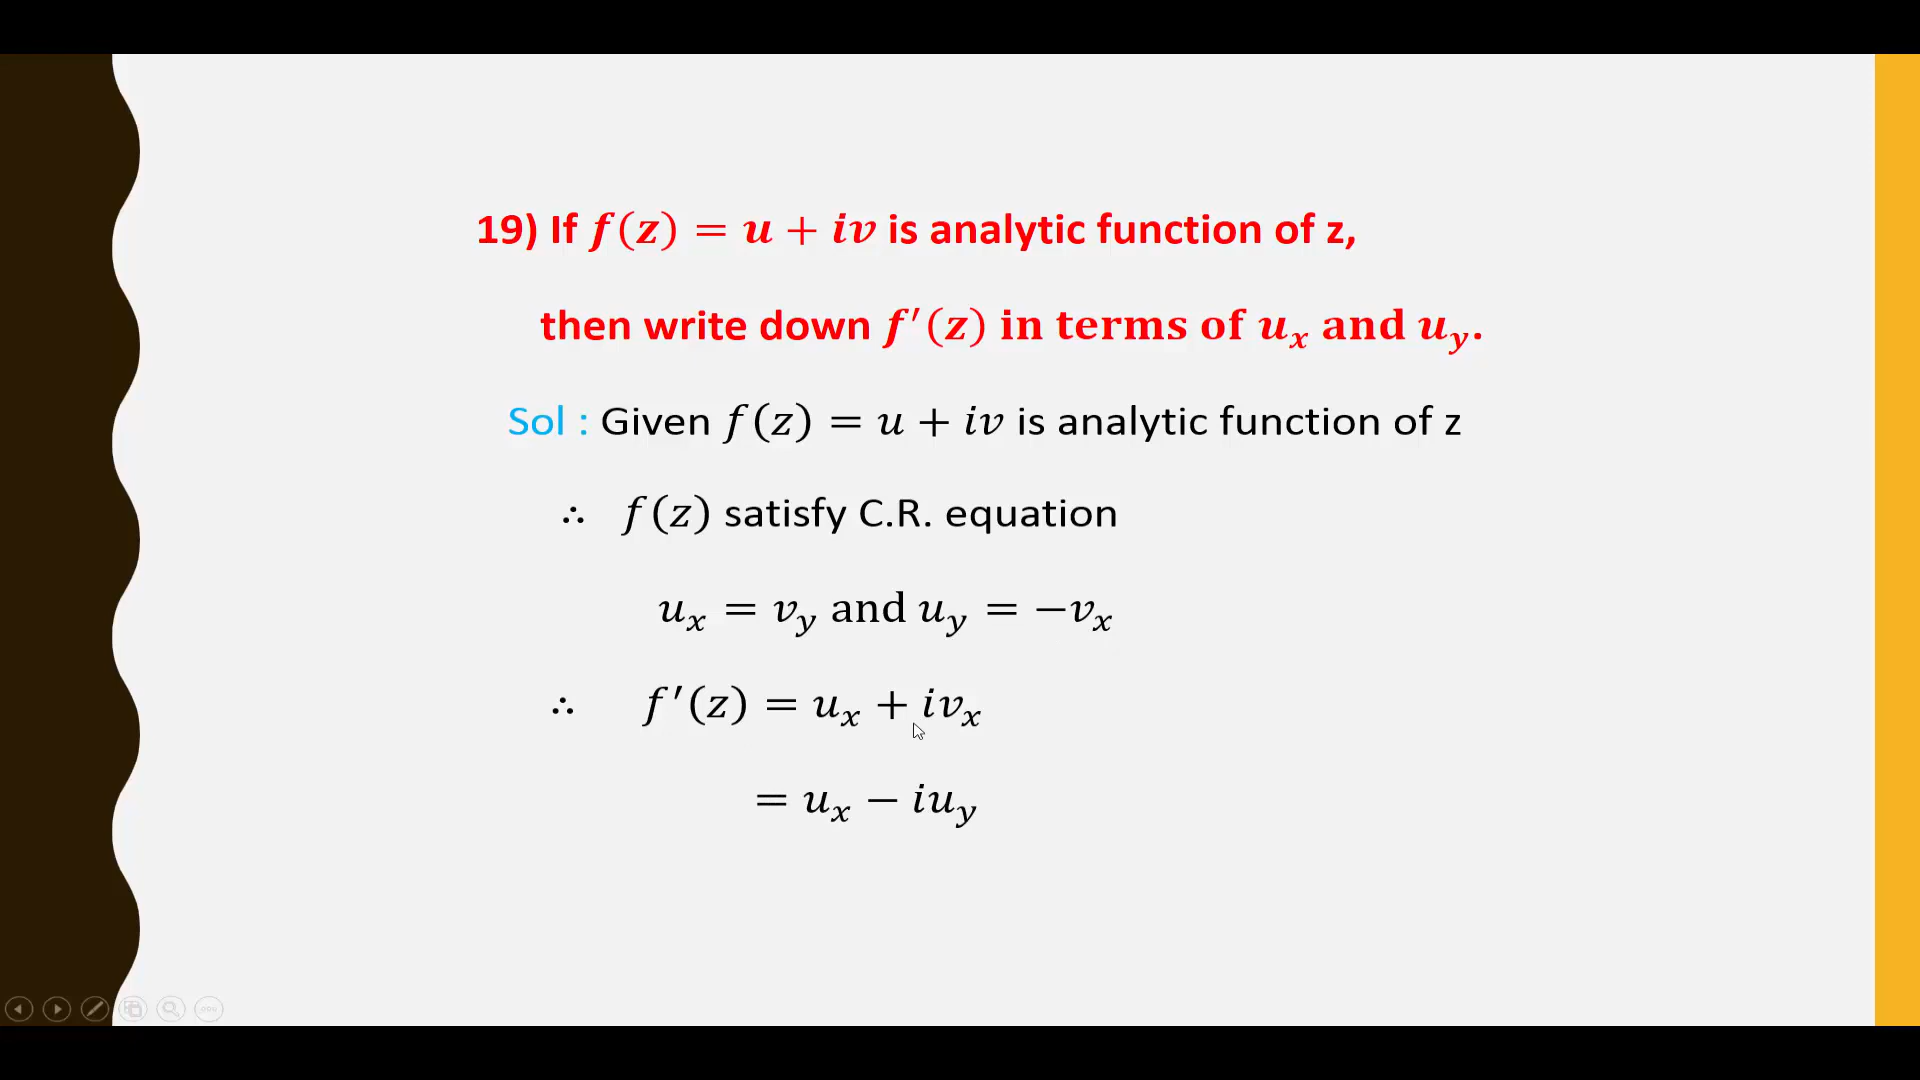 19) If f(z) = u + iv is analytic function of z,
then write down f′(z) in terms of uₓ and u_y.
Sol : Given f(z) = u + iv is analytic function of z
∴ f(z) satisfy C.R. equation
uₓ = v_y and u_y = −vₓ
∴ f′(z) = uₓ + ivₓ
= uₓ − iu_y